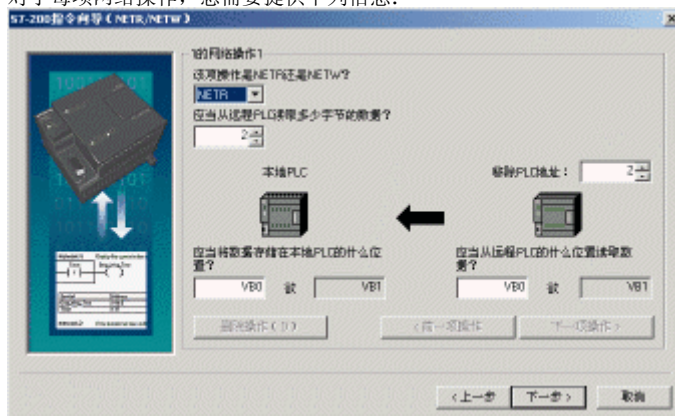 对于每项网络操作，您需要提供下列信息：
S7-200指令向导（NETR/NETW）
1的网络操作1
该项操作是NETR还是NETW？
NETR
应当从远程PLC读取多少字节的数据？
2
本地PLC
移除PLC地址： 2
应当将数据存储在本地PLC的什么位
置？
应当从远程PLC的什么位置读取数
据？
VB0 欲 VB1
VB0 欲 VB1
删除操作(D)
<前一项操作
下一项操作>
<上一步
下一步>
取消